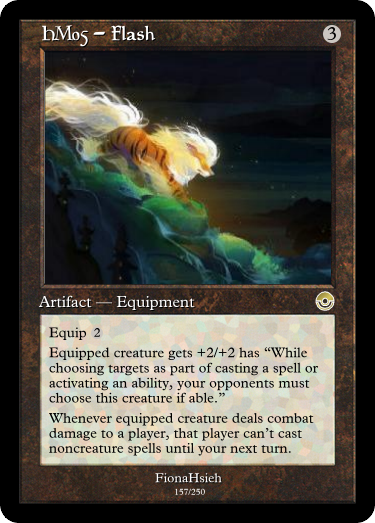 HM05 – Flash 3
Artifact — Equipment
Equip 2
Equipped creature gets +2/+2 has “While
choosing targets as part of casting a spell or
activating an ability, your opponents must
choose this creature if able.”
Whenever equipped creature deals combat
damage to a player, that player can’t cast
noncreature spells until your next turn.
FionaHsieh
157/250